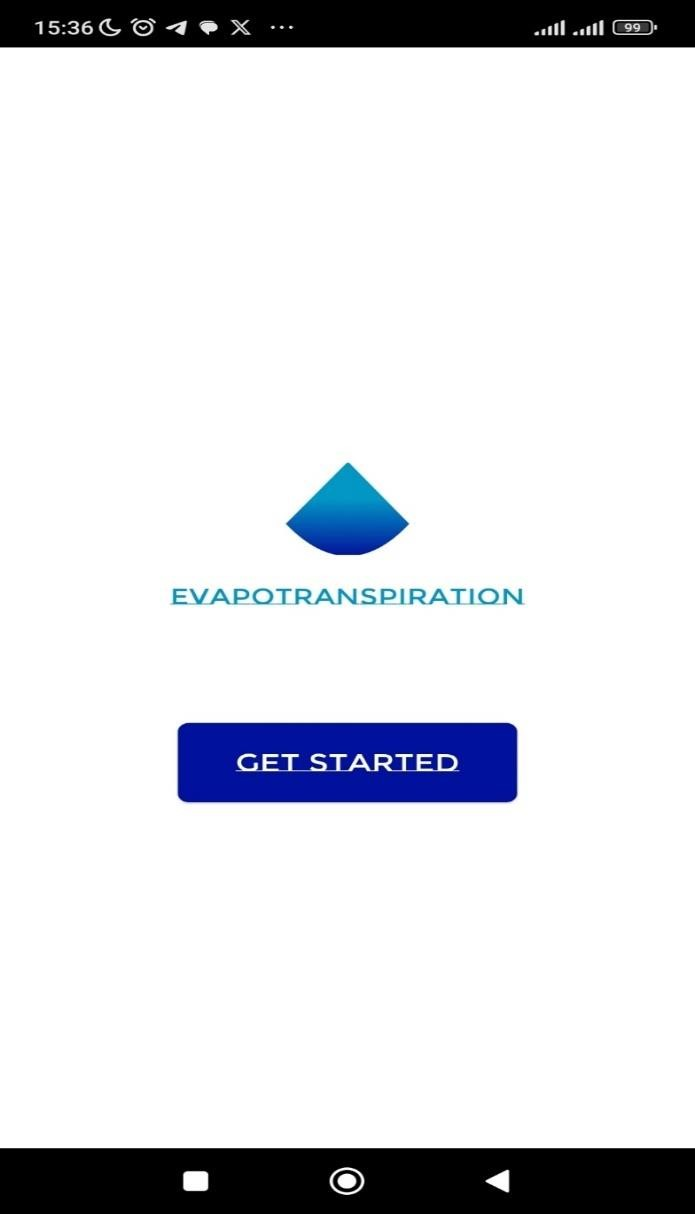 15:36
99
EVAPOTRANSPIRATION
GET STARTED